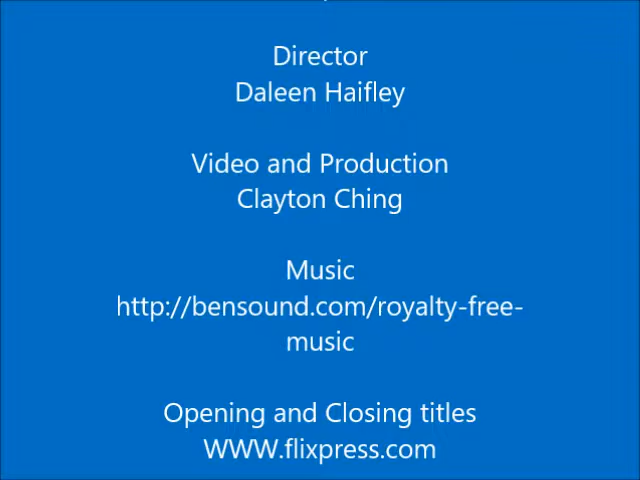 Director
Daleen Haifley
Video and Production
Clayton Ching
Music
http://bensound.com/royalty-free-
music
Opening and Closing titles
WWW.flixpress.com